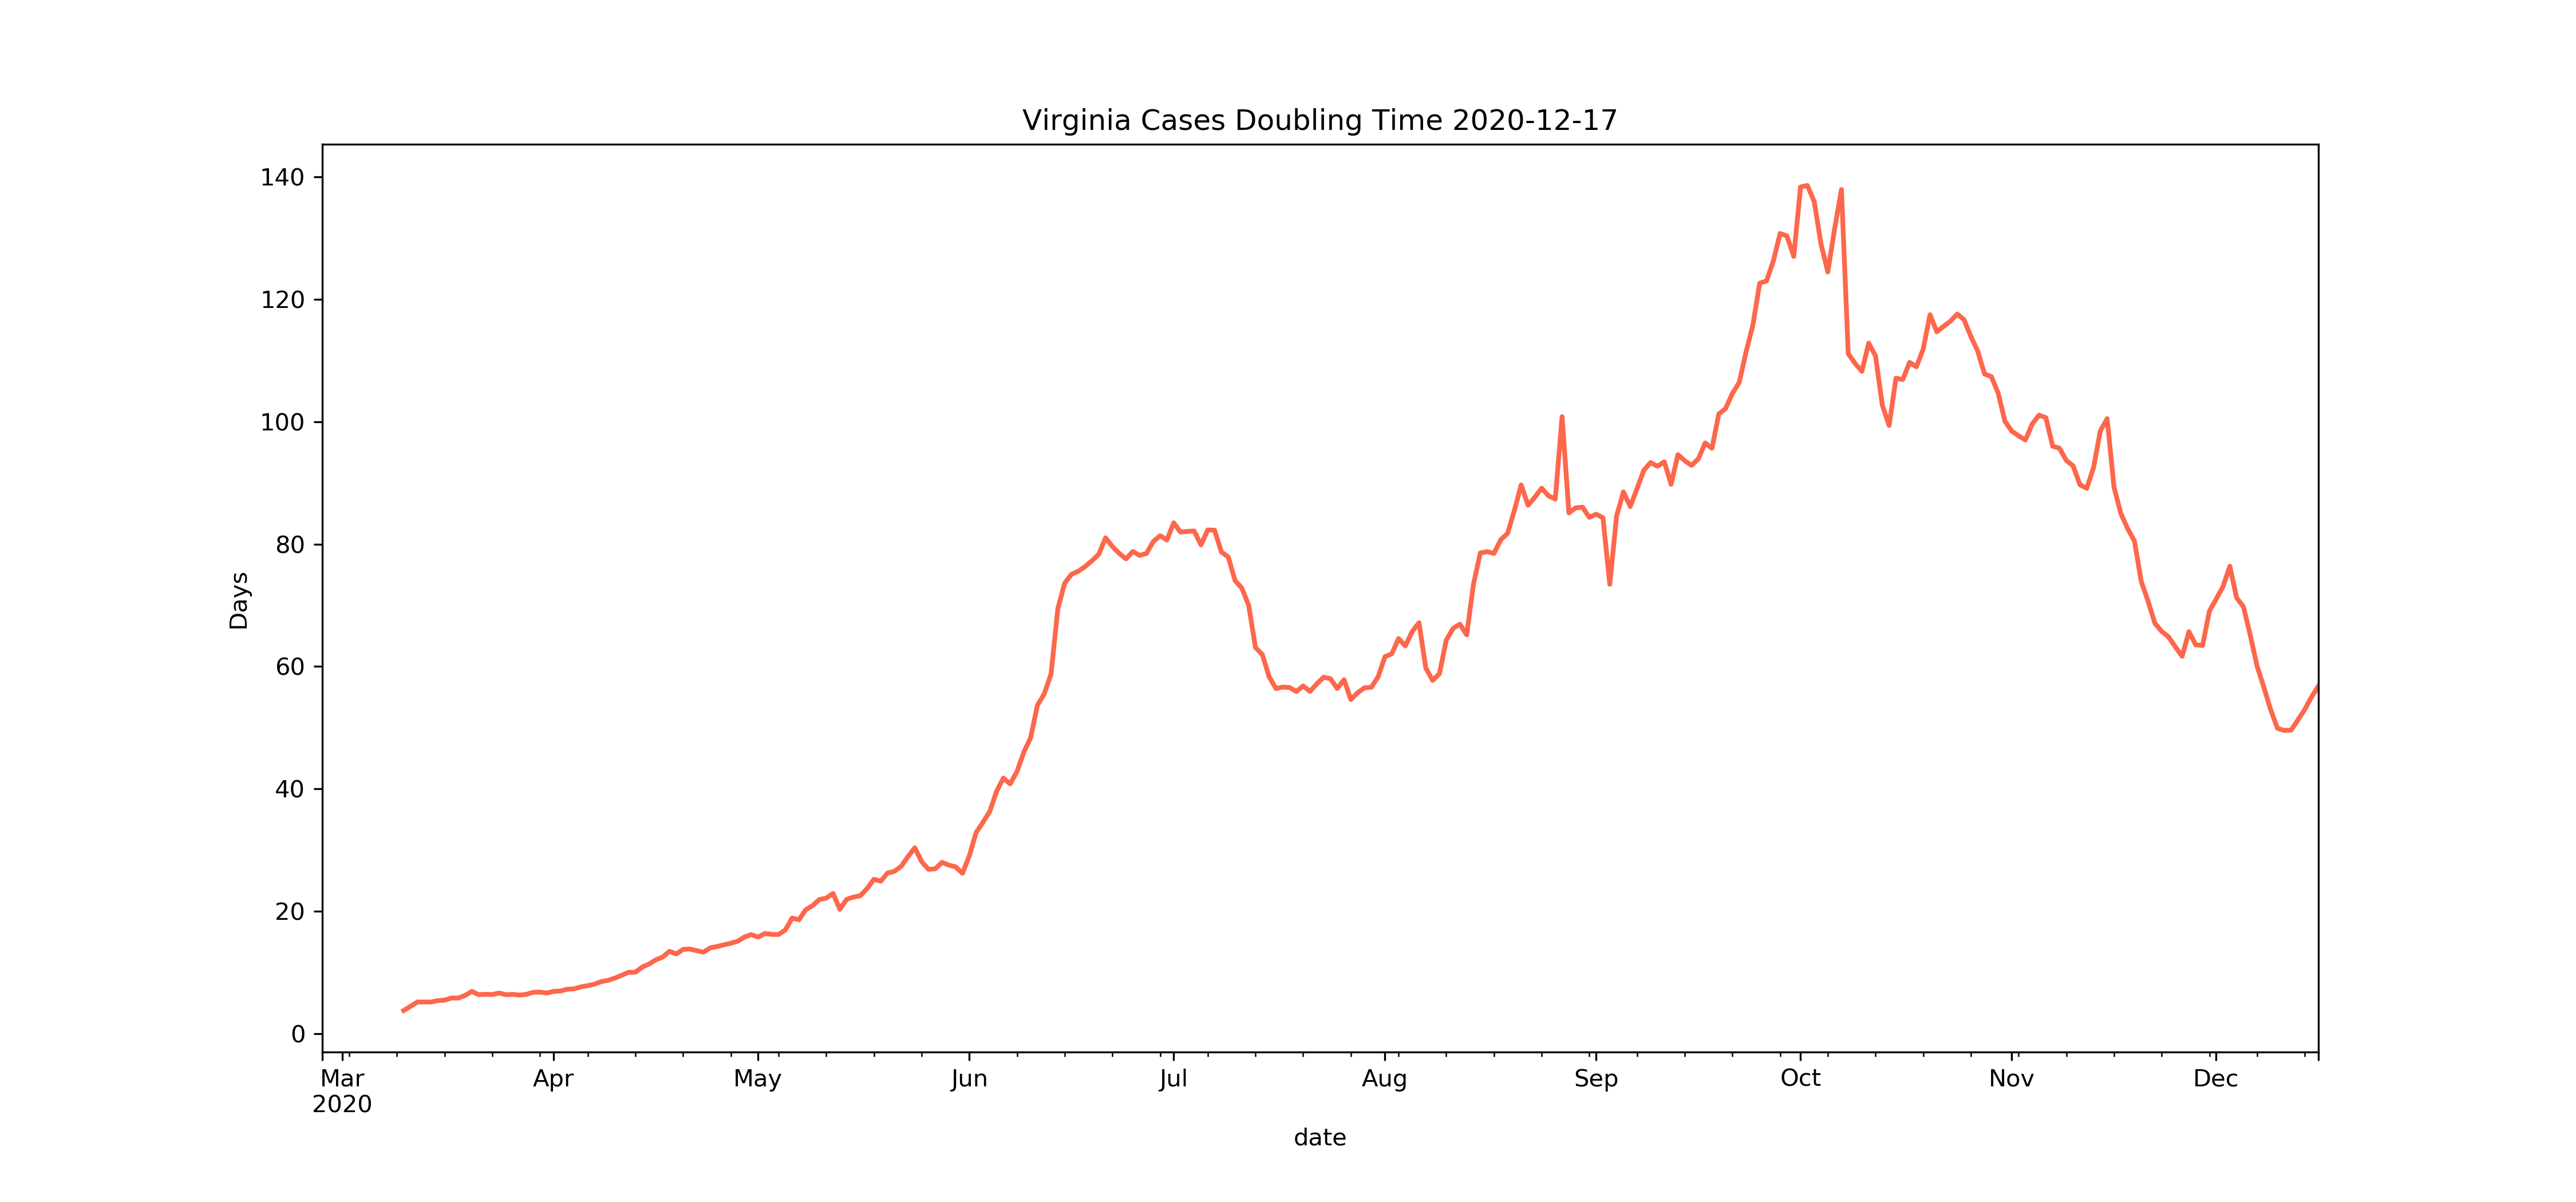 Virginia Cases Doubling Time 2020-12-17
140
120
100
80
60
40
20
0
Days
Mar Apr May Jun Jul Aug Sep Oct Nov Dec
2020
date